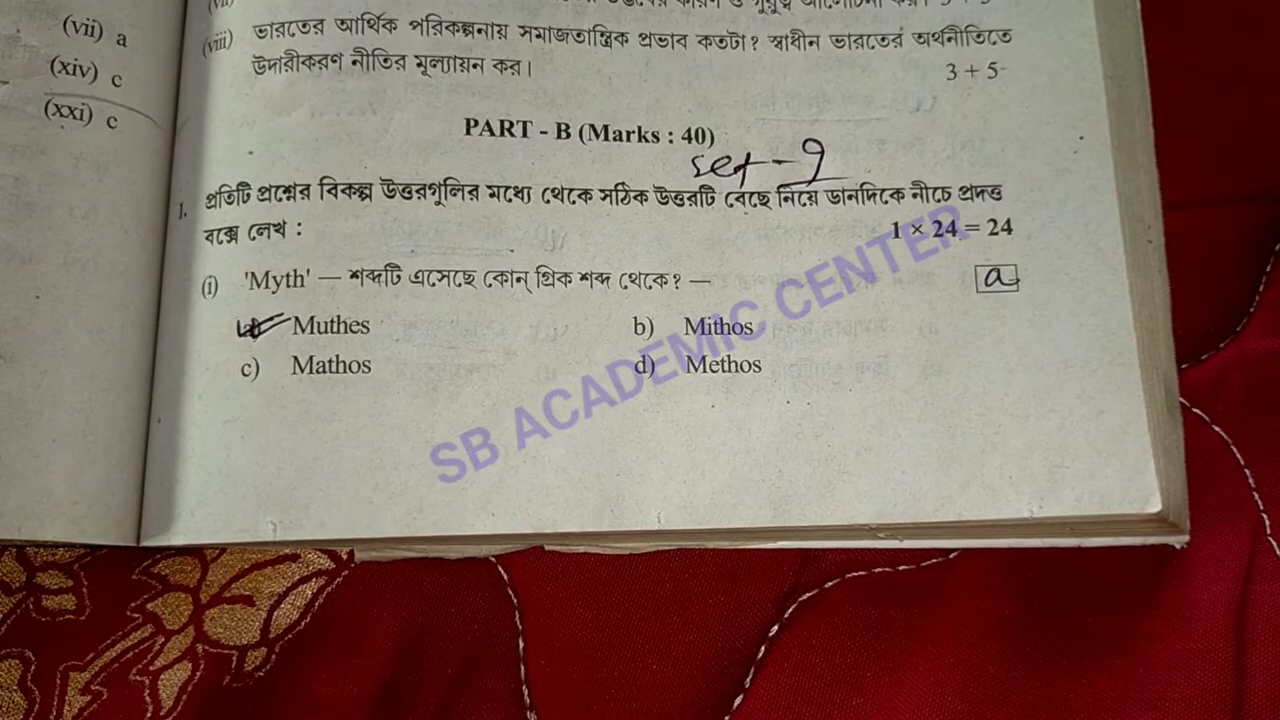 (vii) a
(xiv) c
(xxi) c
(viii) ভারতের আর্থিক পরিকল্পনায় সমাজতান্ত্রিক প্রভাব কতটা? স্বাধীন ভারতের অর্থনীতিতে
উদারীকরণ নীতির মূল্যায়ন কর। 3 + 5
PART - B (Marks : 40)
set - 9
1. প্রতিটি প্রশ্নের বিকল্প উত্তরগুলির মধ্যে থেকে সঠিক উত্তরটি বেছে নিয়ে ডানদিকে নীচে প্রদত্ত
বক্সে লেখ : 1 × 24 = 24
(i) 'Myth' — শব্দটি এসেছে কোন্ গ্রিক শব্দ থেকে? — a
Muthes b) Mithos
c) Mathos d) Methos
SB ACADEMIC CENTER